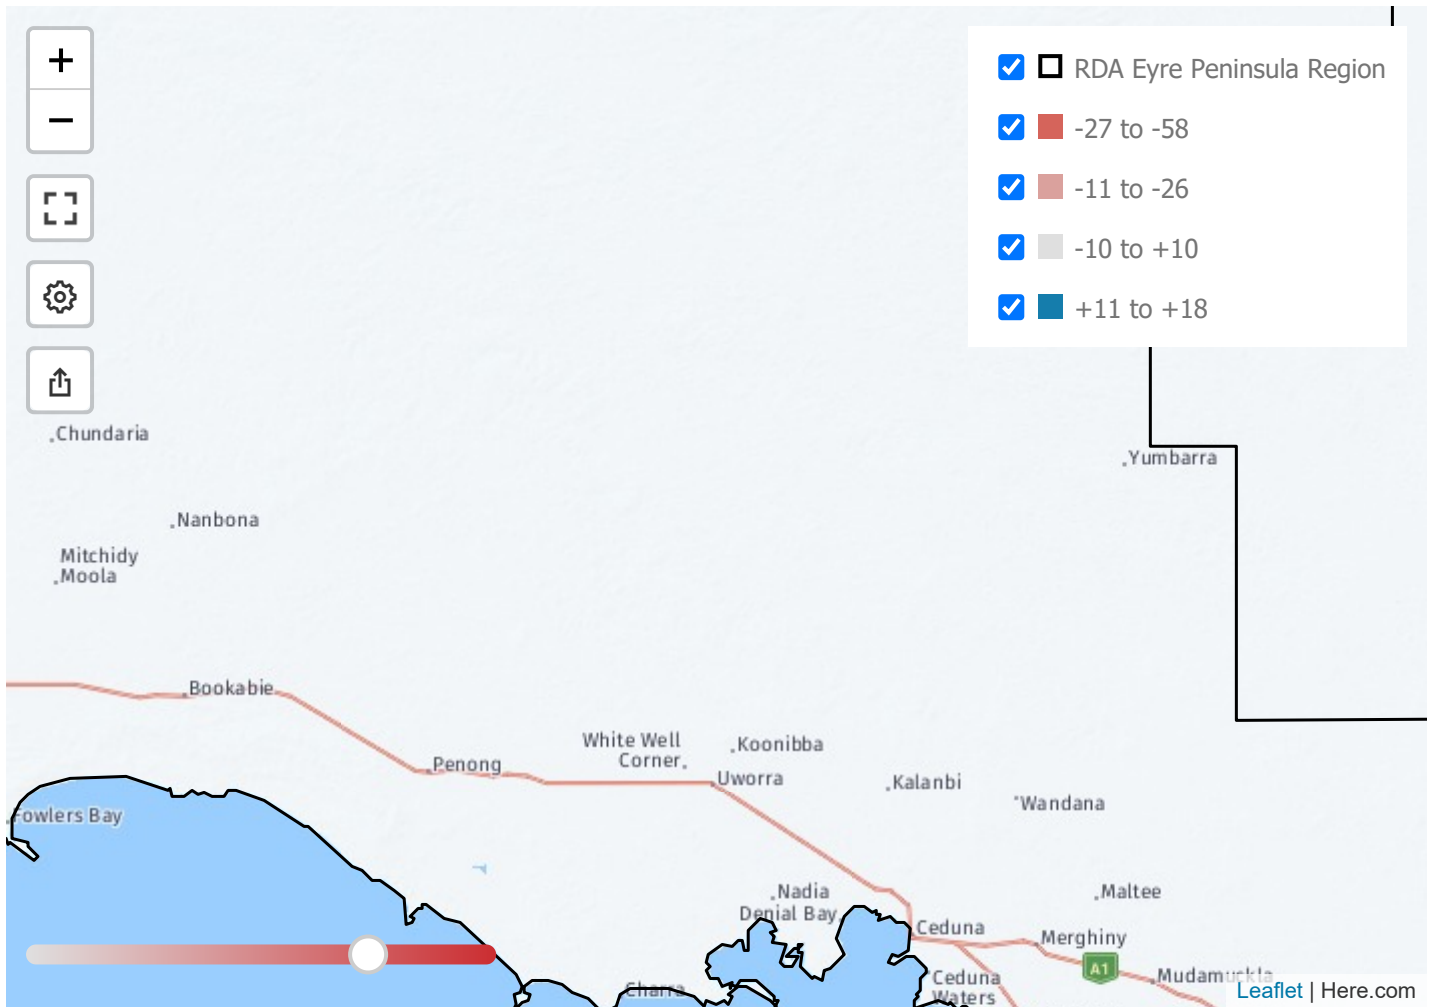 +
−
RDA Eyre Peninsula Region
-27 to -58
-11 to -26
-10 to +10
+11 to +18
Chundaria
Yumbarra
Nanbona
Mitchidy
Moola
Bookabie
White Well
Corner
Koonibba
Penong
Uworra
Kalanbi
Wandana
Fowlers Bay
Nadia
Maltee
Denial Bay
Ceduna
Merghiny
A1
Mudamuckla
Ceduna
Waters
Charra
Leaflet | Here.com